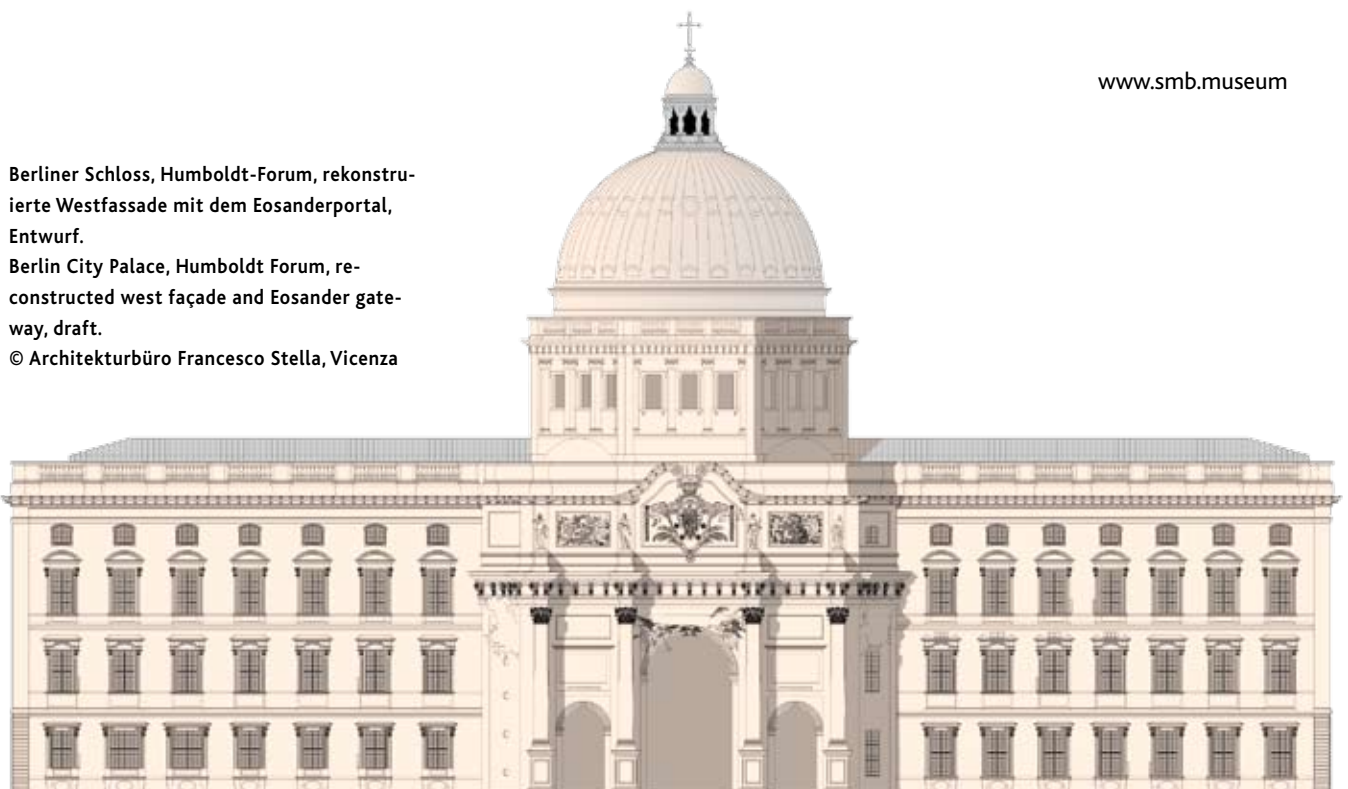 www.smb.museum
Berliner Schloss, Humboldt-Forum, rekonstru-
ierte Westfassade mit dem Eosanderportal,
Entwurf.
Berlin City Palace, Humboldt Forum, re-
constructed west façade and Eosander gate-
way, draft.
© Architekturbüro Francesco Stella, Vicenza